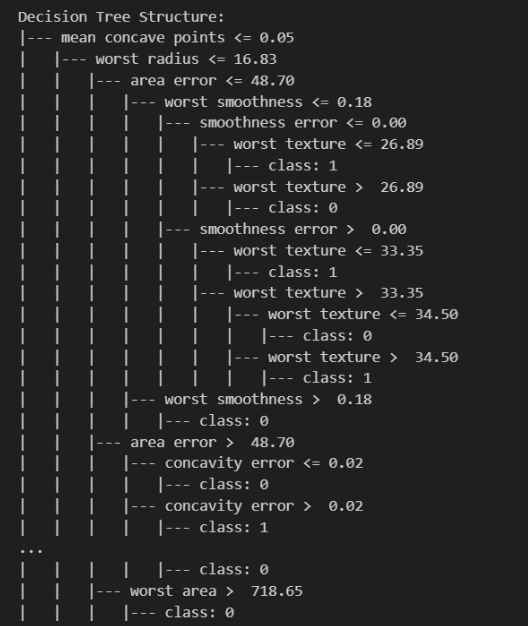 Decision Tree Structure:
|--- mean concave points <= 0.05
|   |--- worst radius <= 16.83
|   |   |--- area error <= 48.70
|   |   |   |--- worst smoothness <= 0.18
|   |   |   |   |--- smoothness error <= 0.00
|   |   |   |   |   |--- worst texture <= 26.89
|   |   |   |   |   |   |--- class: 1
|   |   |   |   |   |--- worst texture >  26.89
|   |   |   |   |   |   |--- class: 0
|   |   |   |   |--- smoothness error >  0.00
|   |   |   |   |   |--- worst texture <= 33.35
|   |   |   |   |   |   |--- class: 1
|   |   |   |   |   |--- worst texture >  33.35
|   |   |   |   |   |   |--- worst texture <= 34.50
|   |   |   |   |   |   |   |--- class: 0
|   |   |   |   |   |   |--- worst texture >  34.50
|   |   |   |   |   |   |   |--- class: 1
|   |   |   |--- worst smoothness >  0.18
|   |   |   |   |--- class: 0
|   |   |--- area error >  48.70
|   |   |   |--- concavity error <= 0.02
|   |   |   |   |--- class: 0
|   |   |   |--- concavity error >  0.02
|   |   |   |   |--- class: 1
...
|   |   |   |   |--- class: 0
|   |   |--- worst area >  718.65
|   |   |   |--- class: 0